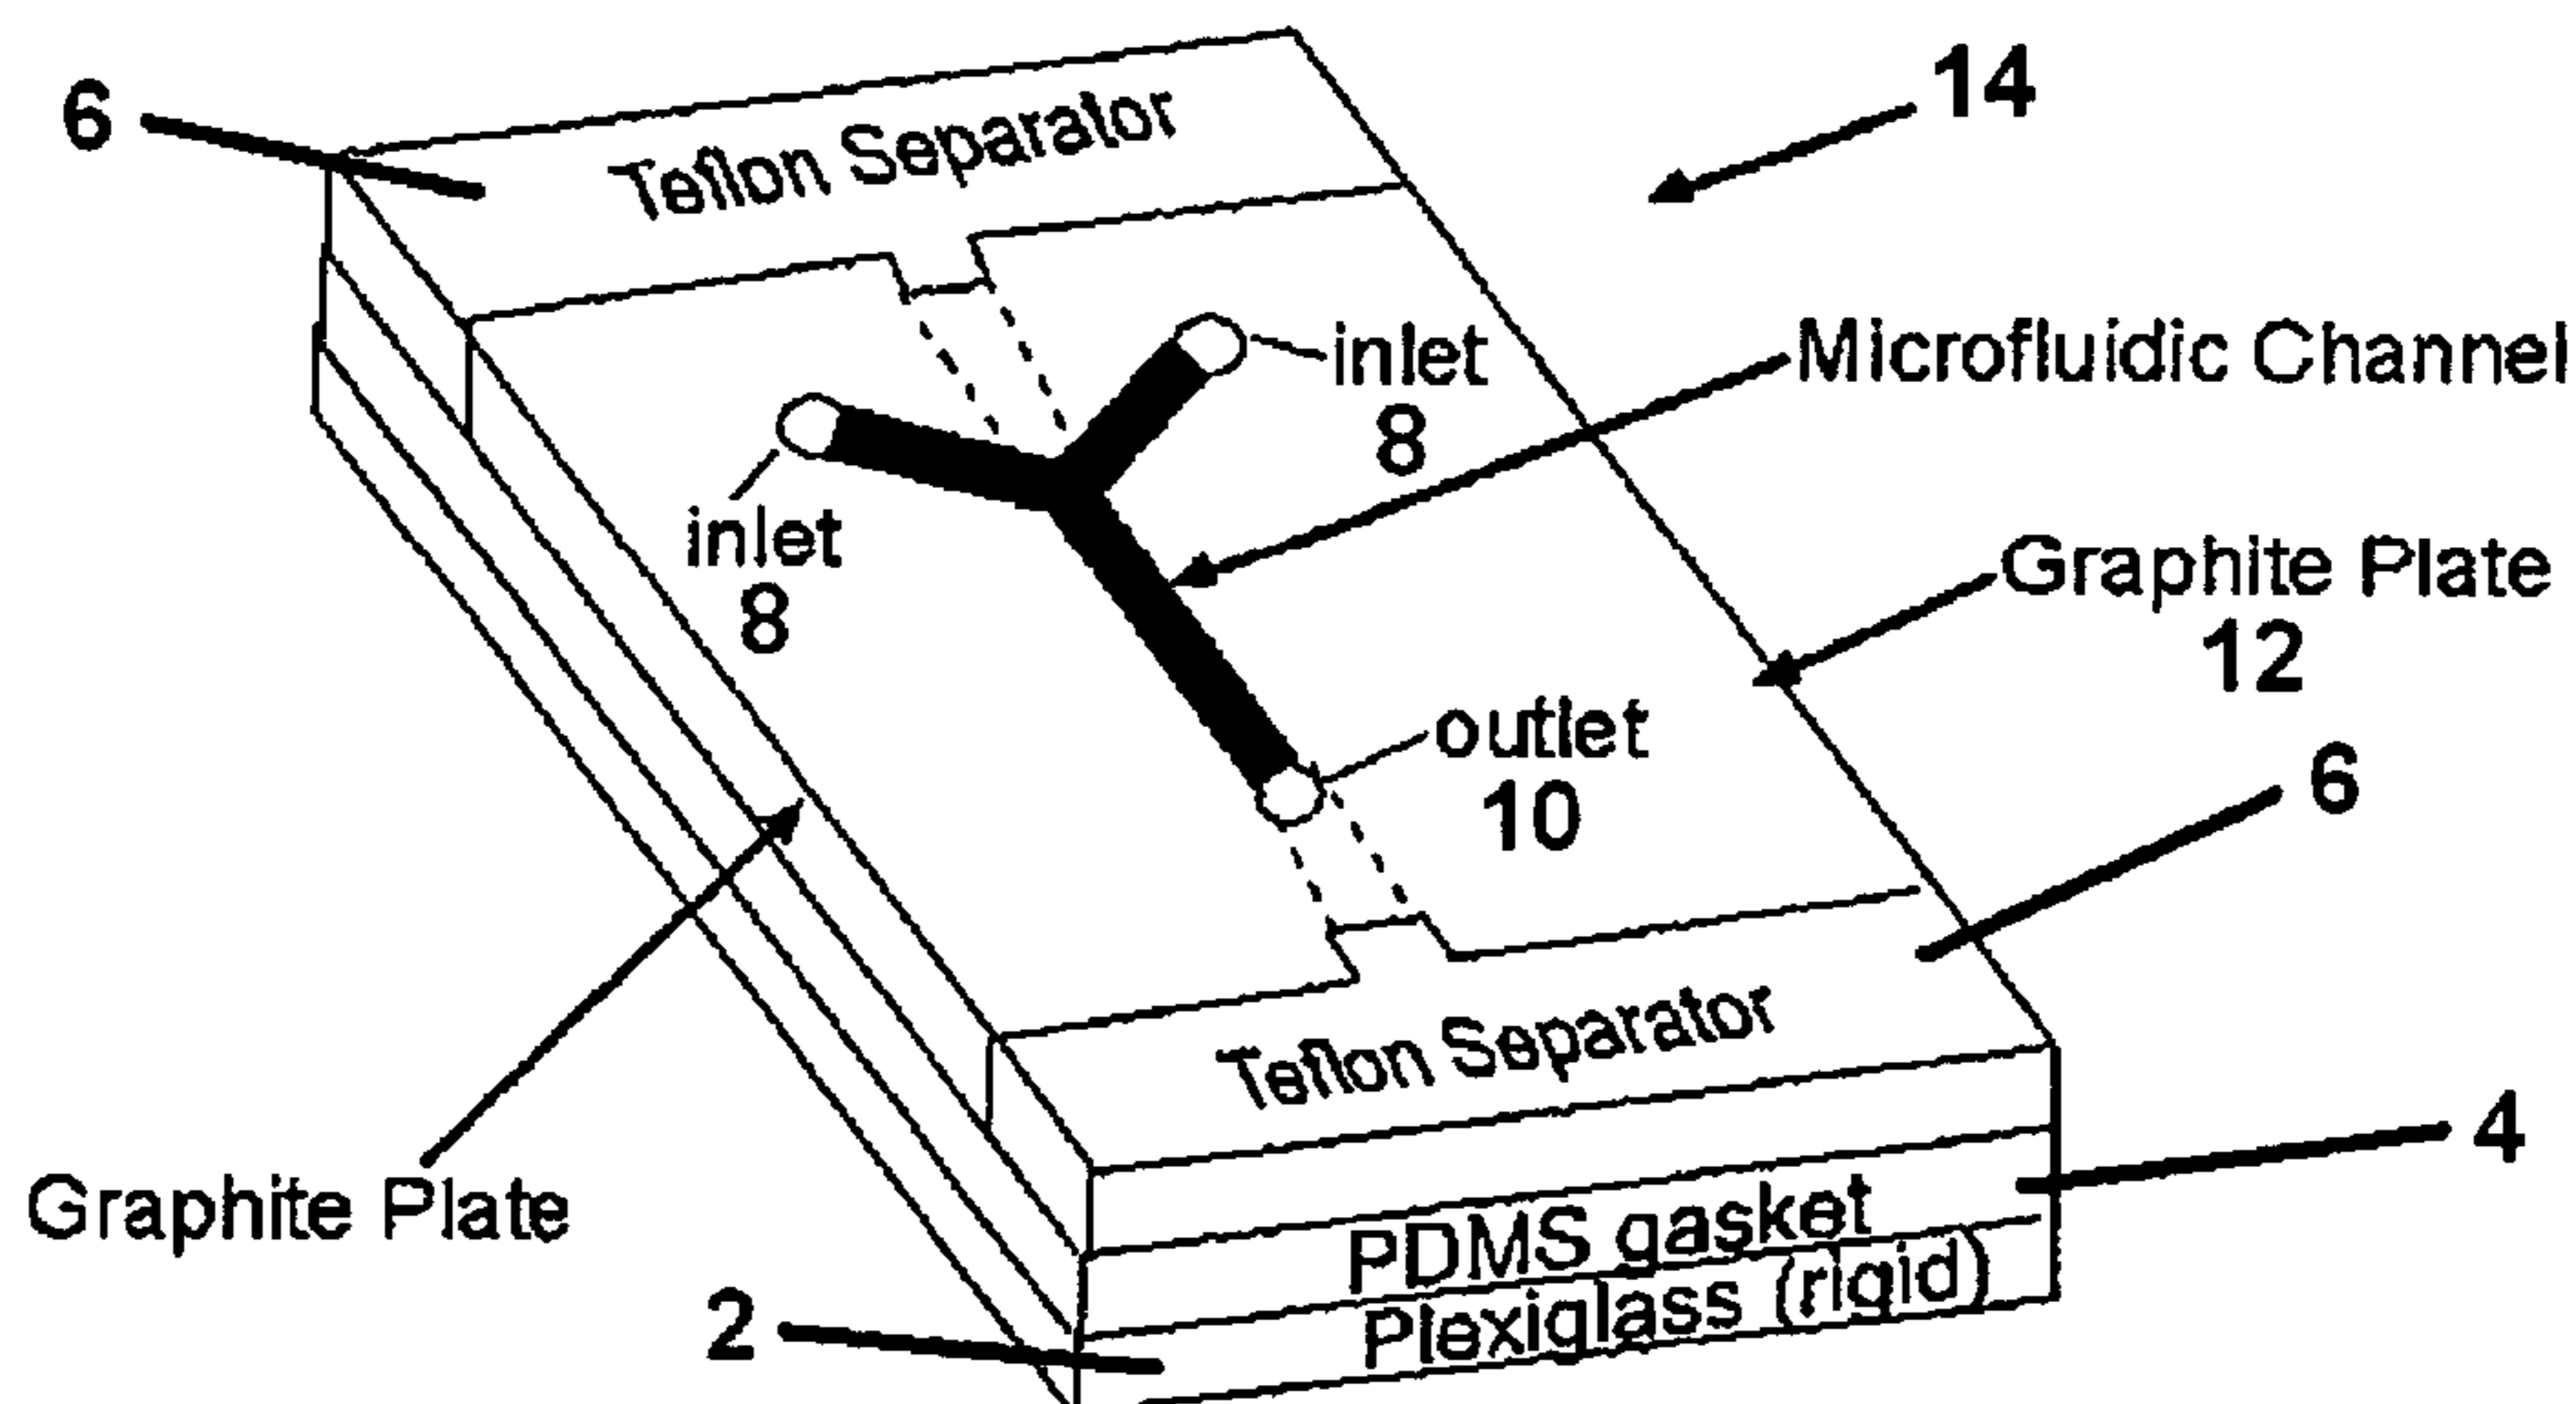 14
6
Teflon Separator
Microfluidic Channel
inlet
8
inlet
8
Graphite Plate
12
outlet
10
6
Teflon Separator
4
Graphite Plate
PDMS gasket
Plexiglass (rigid)
2